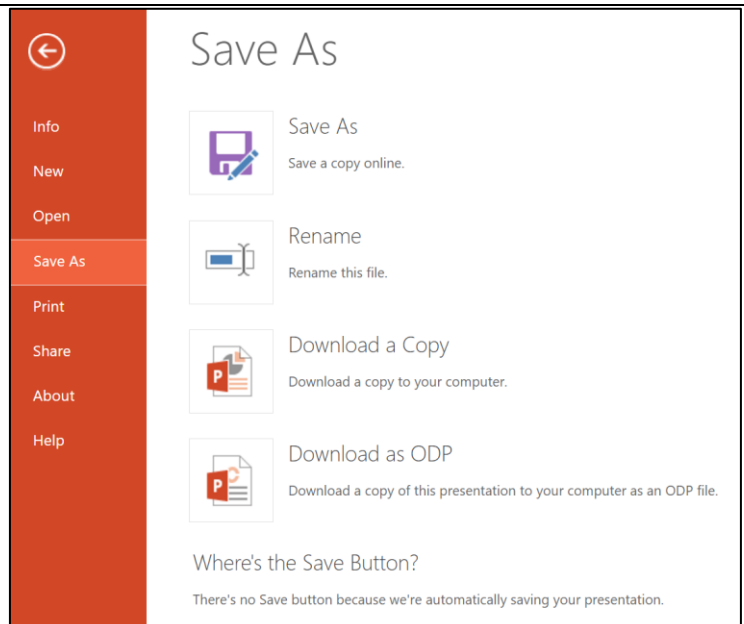 Save As
Info
New
Open
Save As
Print
Share
About
Help
Save As
Save a copy online.
Rename
Rename this file.
P
Download a Copy
Download a copy to your computer.
P
Download as ODP
Download a copy of this presentation to your computer as an ODP file.
Where's the Save Button?
There's no Save button because we're automatically saving your presentation.